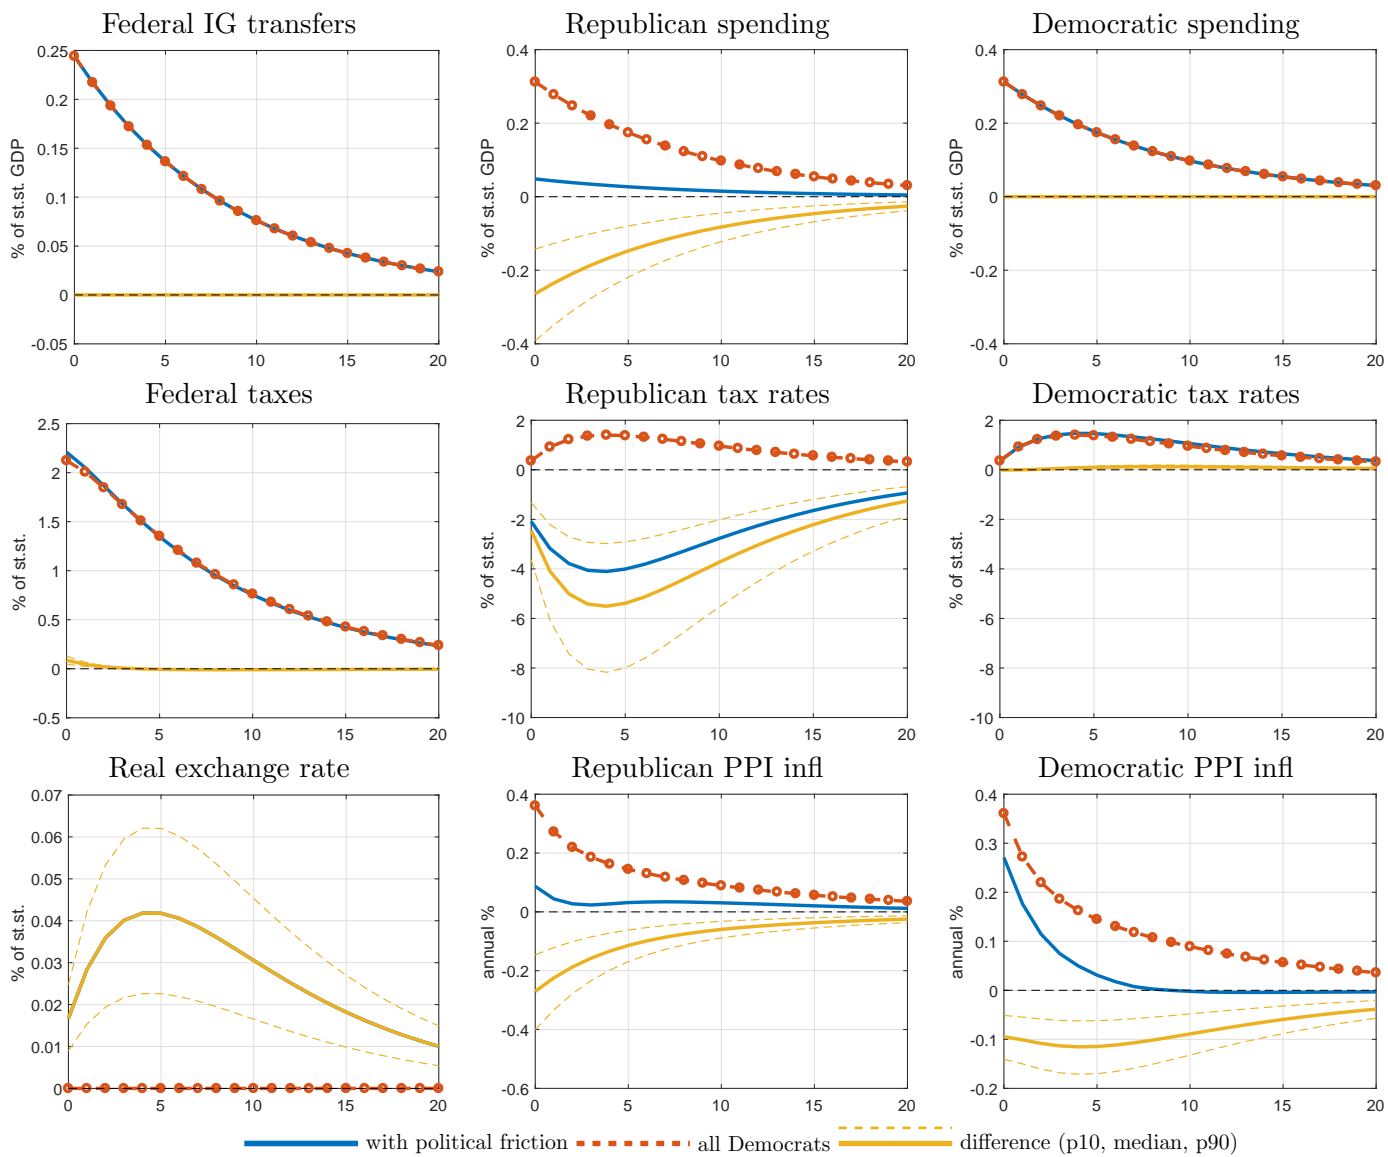 Federal IG transfers
Republican spending
Democratic spending
% of st.st. GDP
0.25
0.2
0.15
0.1
0.05
0
-0.05
0 5 10 15 20
% of st.st. GDP
0.4
0.2
0
-0.2
-0.4
0 5 10 15 20
% of st.st. GDP
0.4
0.2
0
-0.2
-0.4
0 5 10 15 20
Federal taxes
Republican tax rates
Democratic tax rates
% of st.st.
2.5
2
1.5
1
0.5
0
-0.5
0 5 10 15 20
% of st.st.
2
0
-2
-4
-6
-8
-10
0 5 10 15 20
% of st.st.
2
0
-2
-4
-6
-8
-10
0 5 10 15 20
Real exchange rate
Republican PPI infl
Democratic PPI infl
% of st.st.
0.07
0.06
0.05
0.04
0.03
0.02
0.01
0
0 5 10 15 20
annual %
0.4
0.2
0
-0.2
-0.4
-0.6
0 5 10 15 20
annual %
0.4
0.3
0.2
0.1
0
-0.1
-0.2
0 5 10 15 20
with political friction all Democrats difference (p10, median, p90)